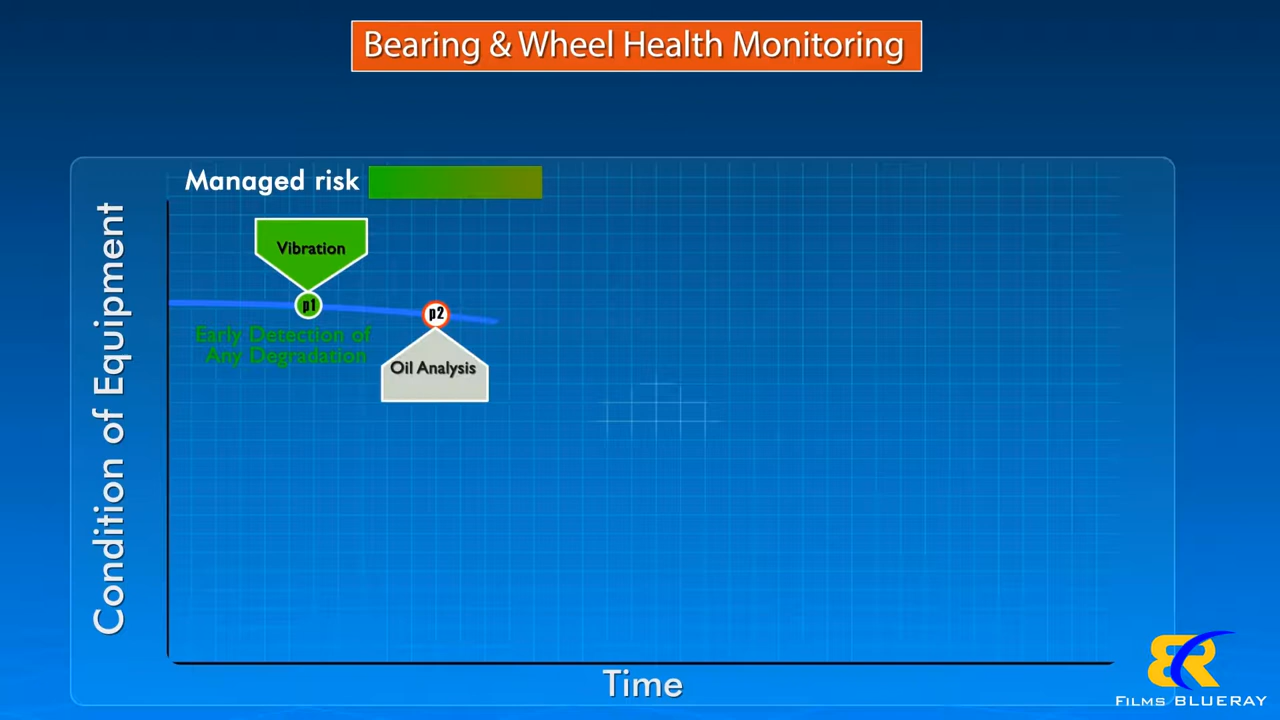 Bearing & Wheel Health Monitoring
Managed risk
Vibration
p1
p2
Early Detection of
Any Degradation
Oil Analysis
Condition of Equipment
Time
BR
FILMS BLUERAY